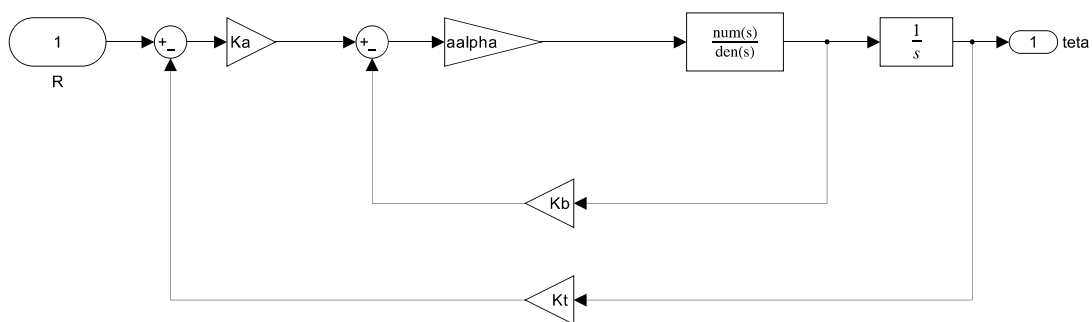 1
R
+
-
Ka
+
-
aalpha
num(s)
den(s)
1
s
1
teta
Kb
Kt